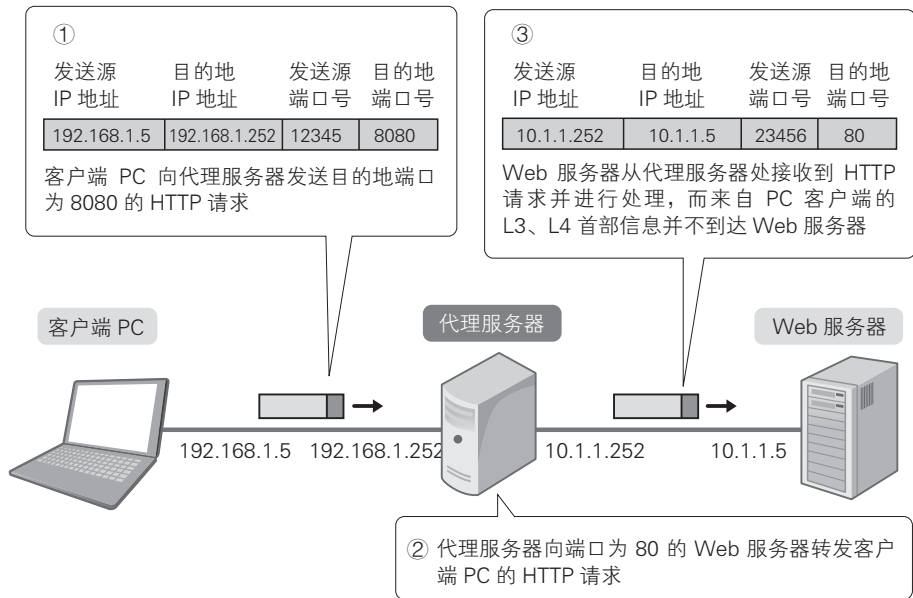 ①
发送源 目的地 发送源 目的地
IP 地址 IP 地址 端口号 端口号
192.168.1.5 192.168.1.252 12345 8080
客户端 PC 向代理服务器发送目的地端口
为 8080 的 HTTP 请求
③
发送源 目的地 发送源 目的地
IP 地址 IP 地址 端口号 端口号
10.1.1.252 10.1.1.5 23456 80
Web 服务器从代理服务器处接收到 HTTP
请求并进行处理，而来自 PC 客户端的
L3、L4 首部信息并不到达 Web 服务器
客户端 PC
代理服务器
Web 服务器
192.168.1.5 192.168.1.252 10.1.1.252 10.1.1.5
② 代理服务器向端口为 80 的 Web 服务器转发客户
端 PC 的 HTTP 请求